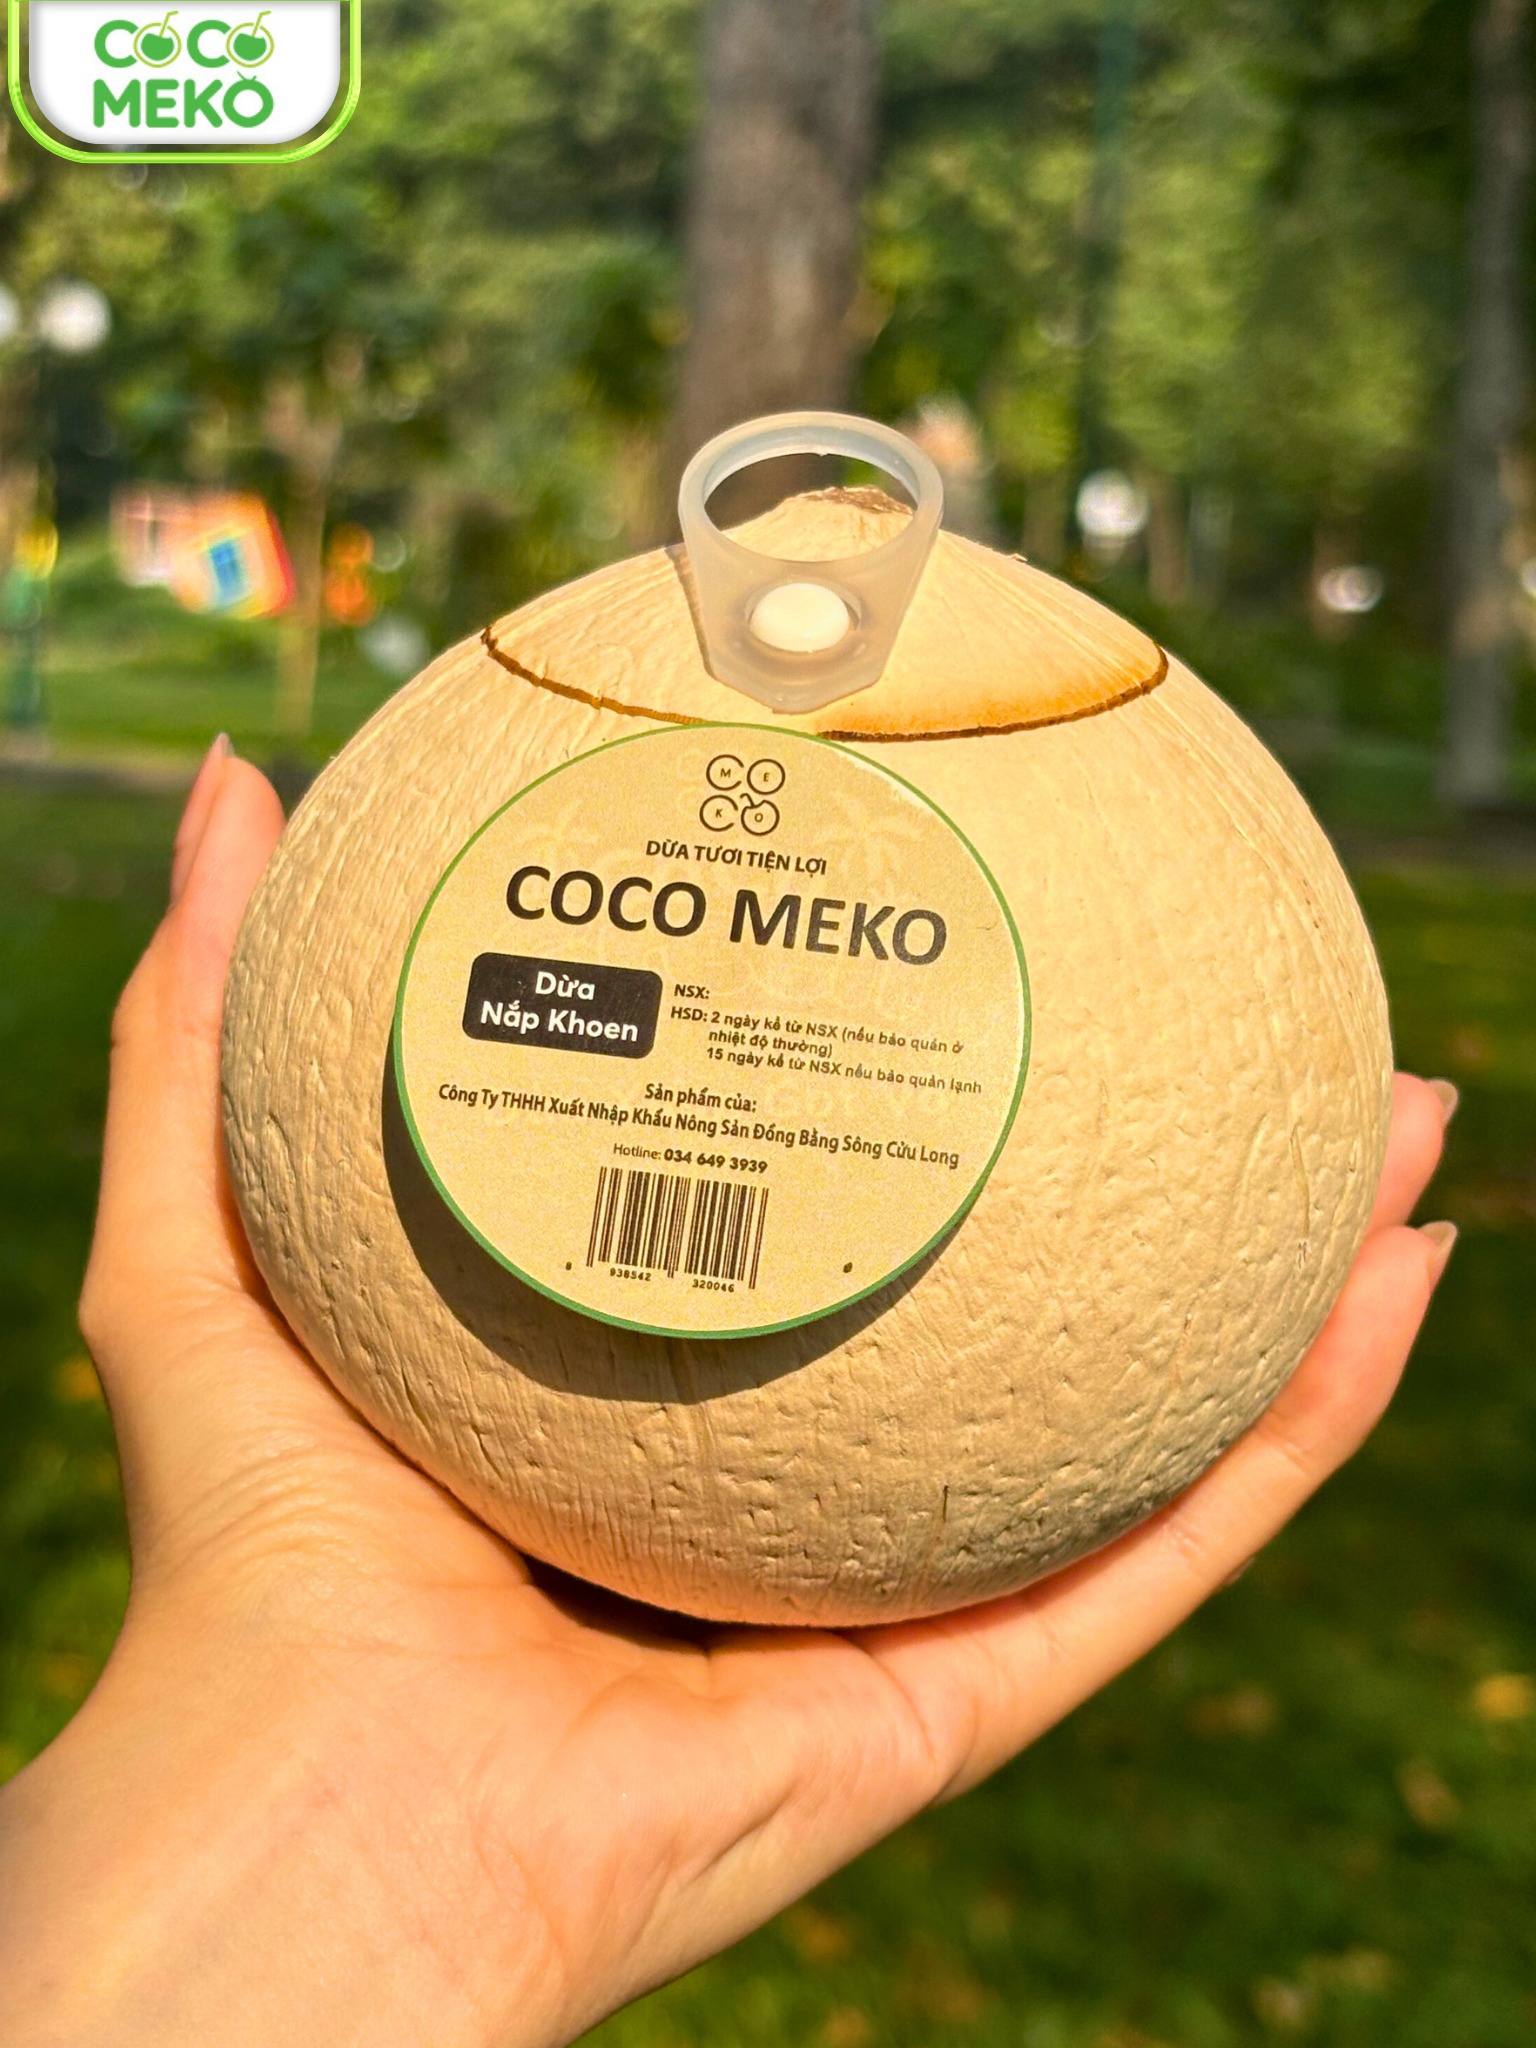 COCO
MEKO
M E
K O
DỪA TƯƠI TIỆN LỢI
COCO MEKO
Dừa
Nắp Khoen
NSX:
HSD: 2 ngày kể từ NSX (nếu bảo quản ở
nhiệt độ thường)
15 ngày kể từ NSX nếu bảo quản lạnh
Sản phẩm của:
Công Ty THHH Xuất Nhập Khẩu Nông Sản Đồng Bằng Sông Cửu Long
Hotline: 034 649 3939
8 938542 320046